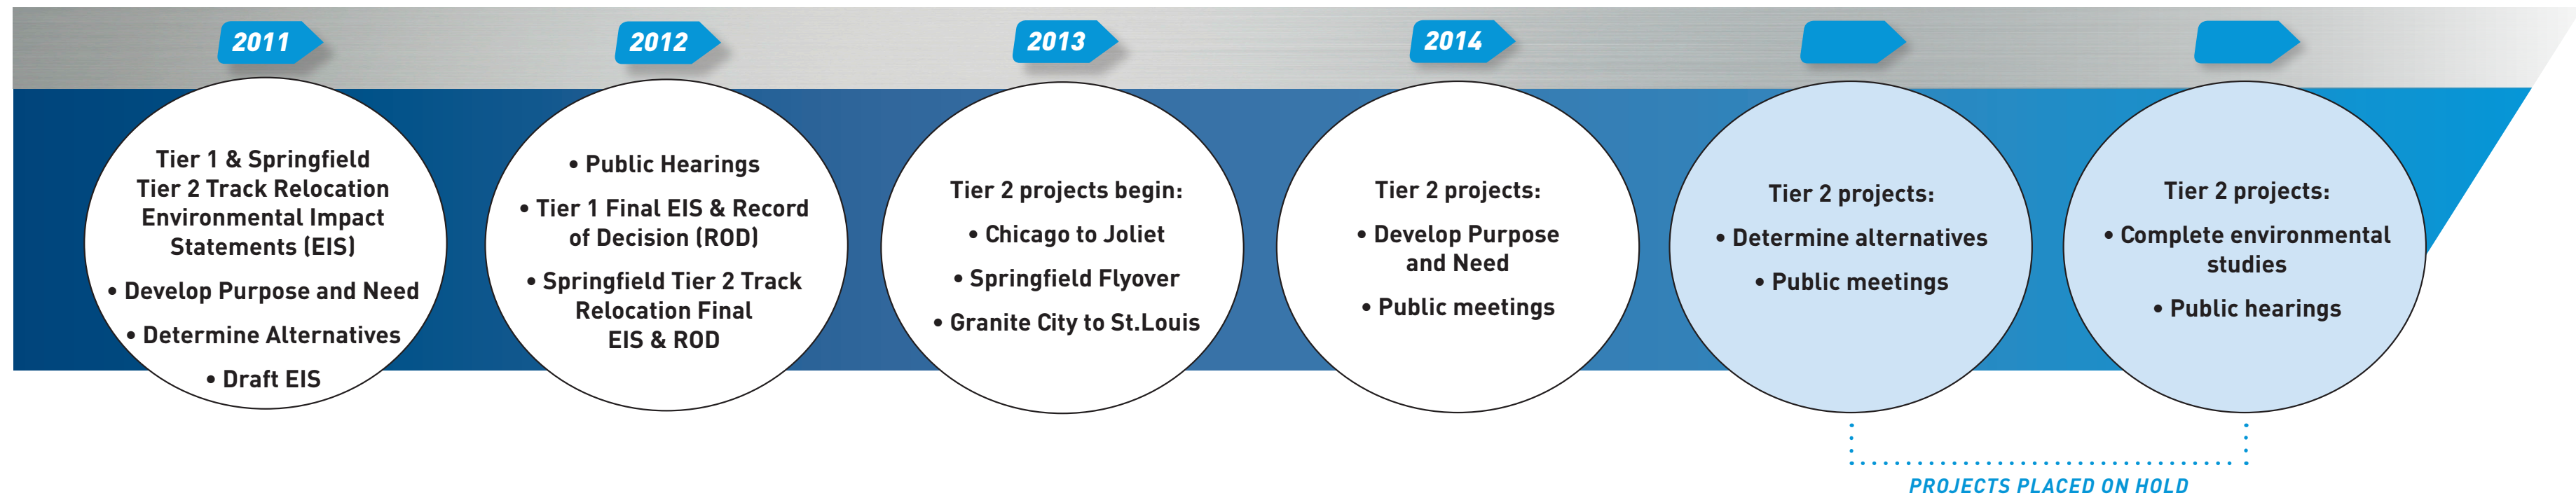 2011
Tier 1 & Springfield
Tier 2 Track Relocation
Environmental Impact
Statements (EIS)
• Develop Purpose and Need
• Determine Alternatives
• Draft EIS
2012
• Public Hearings
• Tier 1 Final EIS & Record
of Decision (ROD)
• Springfield Tier 2 Track
Relocation Final
EIS & ROD
2013
Tier 2 projects begin:
• Chicago to Joliet
• Springfield Flyover
• Granite City to St.Louis
2014
Tier 2 projects:
• Develop Purpose
and Need
• Public meetings
Tier 2 projects:
• Determine alternatives
• Public meetings
Tier 2 projects:
• Complete environmental
studies
• Public hearings
PROJECTS PLACED ON HOLD